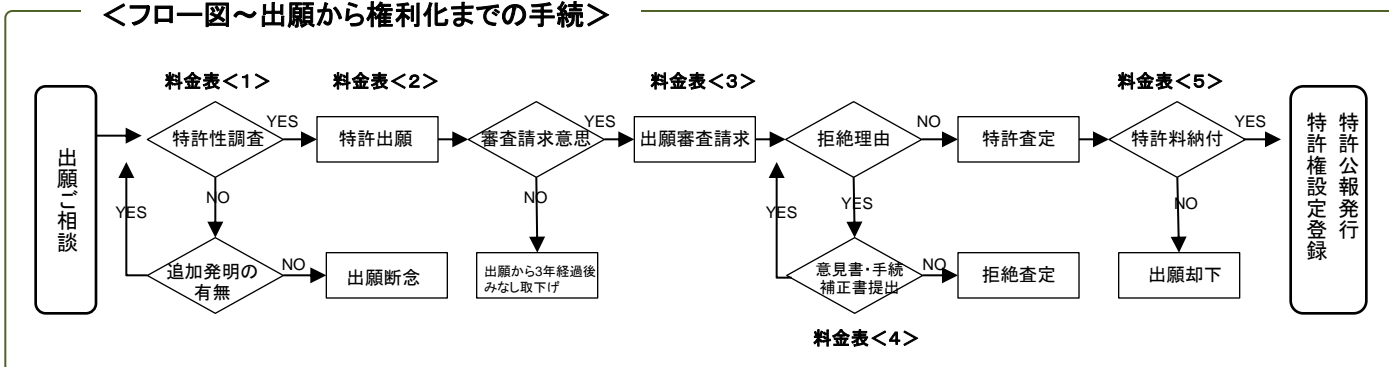 ＜フロー図～出願から権利化までの手続＞
料金表＜1＞
料金表＜2＞
料金表＜3＞
料金表＜5＞
出願ご相談
特許性調査
YES
特許出願
審査請求意思
YES
出願審査請求
拒絶理由
NO
特許査定
特許料納付
YES
特許公報発行
特許権設定登録
YES
NO
NO
YES
YES
NO
追加発明の
有無
NO
出願断念
出願から3年経過後
みなし取下げ
意見書・手続
補正書提出
NO
拒絶査定
出願却下
料金表＜4＞